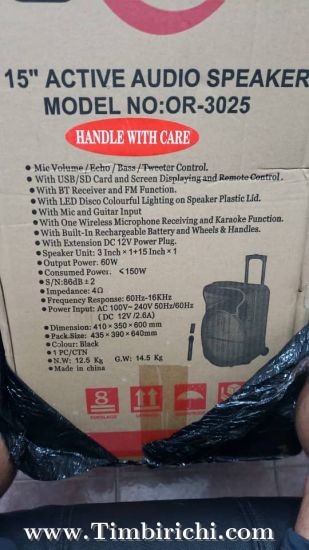 15" ACTIVE AUDIO SPEAKER
MODEL NO:OR-3025
HANDLE WITH CARE
• Mic Volume / Echo / Bass / Tweeter Control.
• With USB/SD Card and Screen Displaying and Remote Control.
• With BT Receiver and FM Function.
• With LED Disco Colourful Lighting on Speaker Plastic Lid.
• With Mic and Guitar Input
• With One Wireless Microphone Receiving and Karaoke Function.
• With Built-In Rechargeable Battery and Wheels & Handles.
• With Extension DC 12V Power Plug.
• Speaker Unit: 3 Inch × 1+15 Inch × 1
• Output Power: 60W
• Consumed Power: ≤150W
• S/N:86dB ± 2
• Impedance: 4Ω
• Frequency Response: 60Hz-16KHz
• Power Input: AC 100V~ 240V 50Hz/60Hz
( DC 12V /2.6A)
• Dimension: 410 × 350 × 600 mm
• Pack Size: 435 × 390 × 640mm
• Colour: Black
• 1 PC/CTN
• N.W: 12.5 Kg G.W: 14.5 Kg
• Made in china
8
www.Timbirichi.com